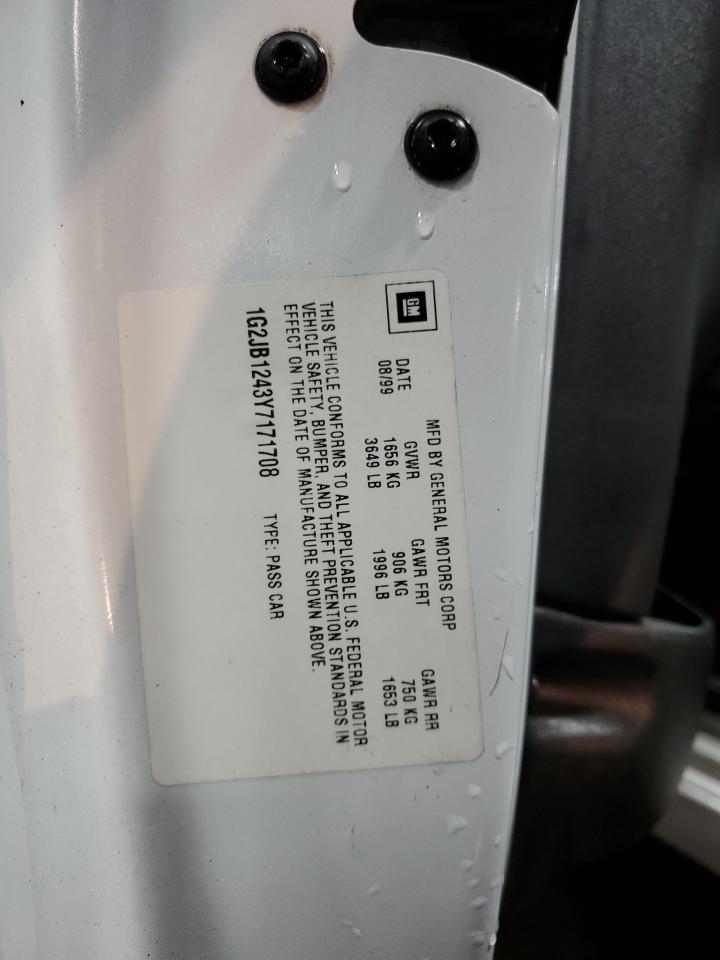 GM
MFD BY GENERAL MOTORS CORP
DATE GVWR GAWR FRT GAWR RR
08/99 1656 KG 906 KG 750 KG
3649 LB 1996 LB 1653 LB
THIS VEHICLE CONFORMS TO ALL APPLICABLE U.S. FEDERAL MOTOR
VEHICLE SAFETY, BUMPER, AND THEFT PREVENTION STANDARDS IN
EFFECT ON THE DATE OF MANUFACTURE SHOWN ABOVE.
1G2JB1243Y7171708 TYPE: PASS CAR